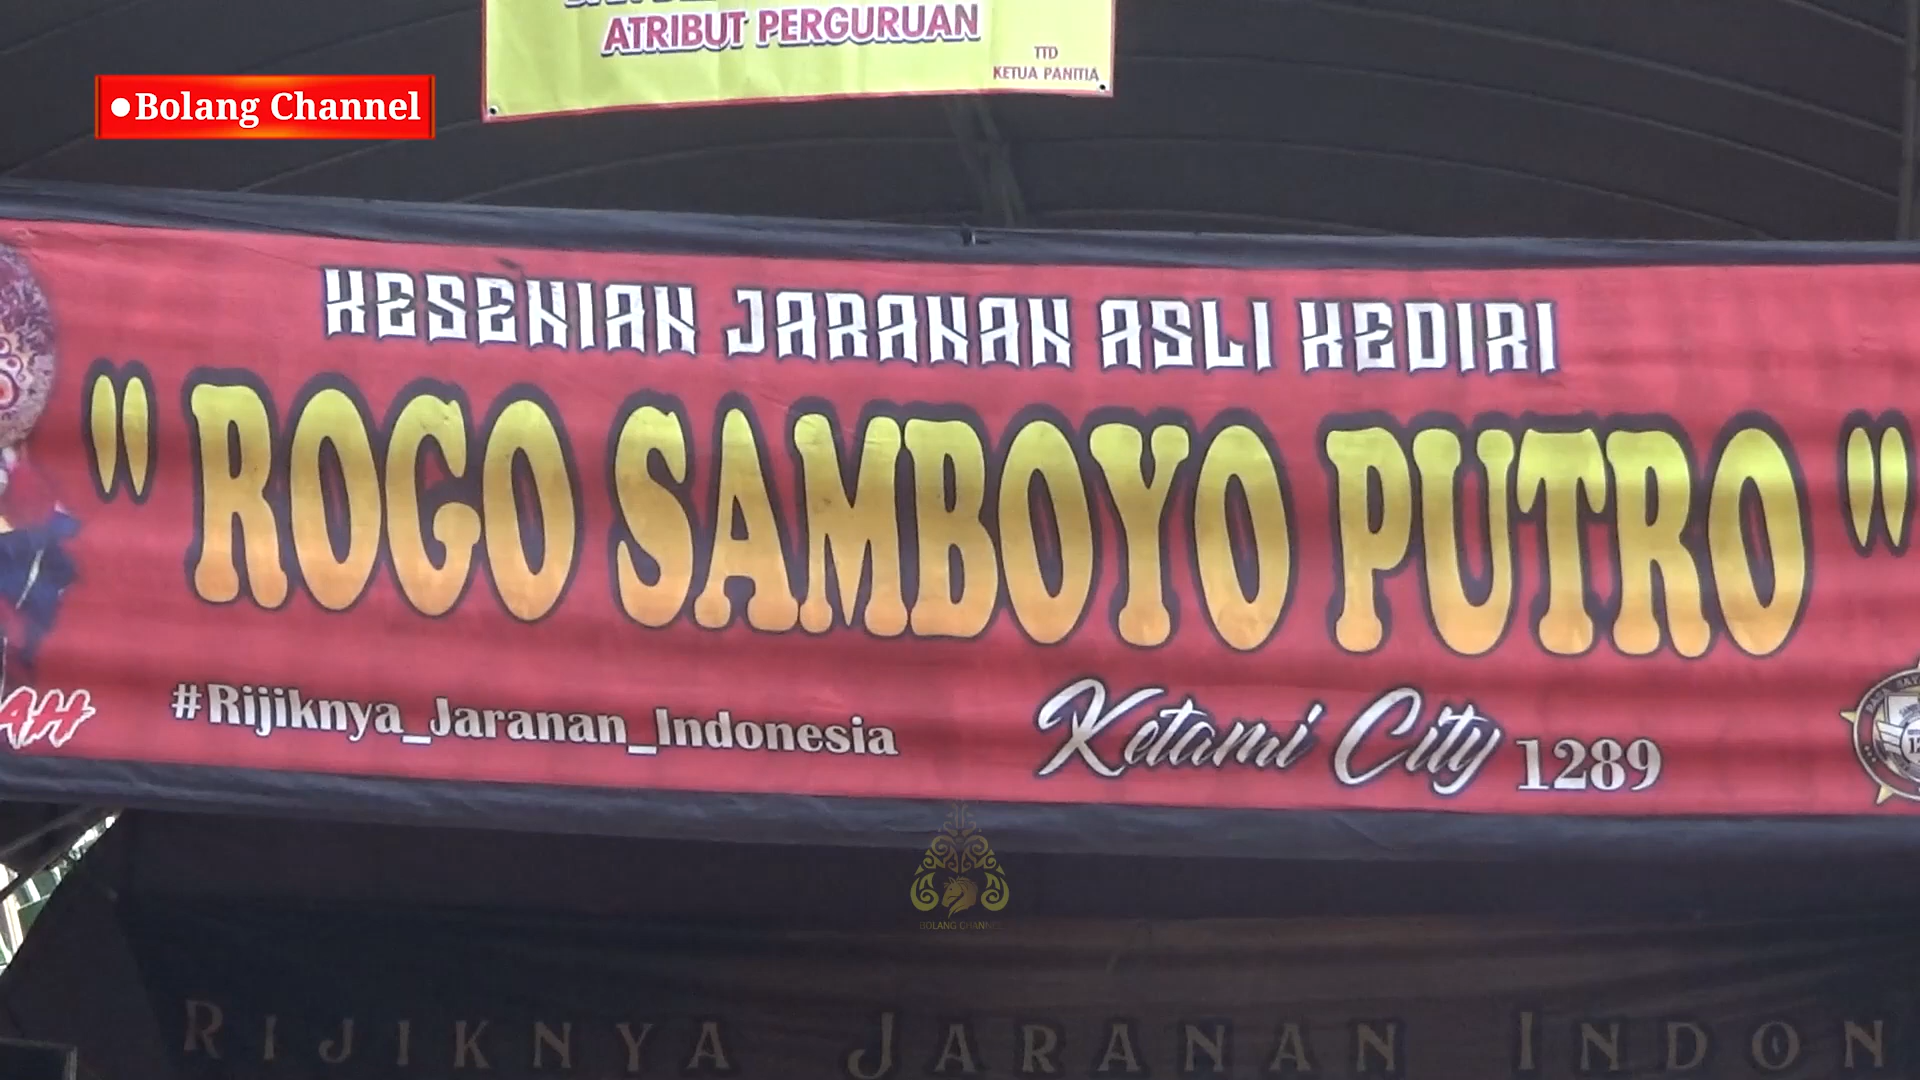 ATRIBUT PERGURUAN
TTD
KETUA PANITIA
●Bolang Channel
KESENIAN JARANAN ASLI KEDIRI
" ROGO SAMBOYO PUTRO "
#Rijiknya_Jaranan_Indonesia
Ketami City 1289
BOLANG CHANNEL
RIJIKNYA JARANAN INDON